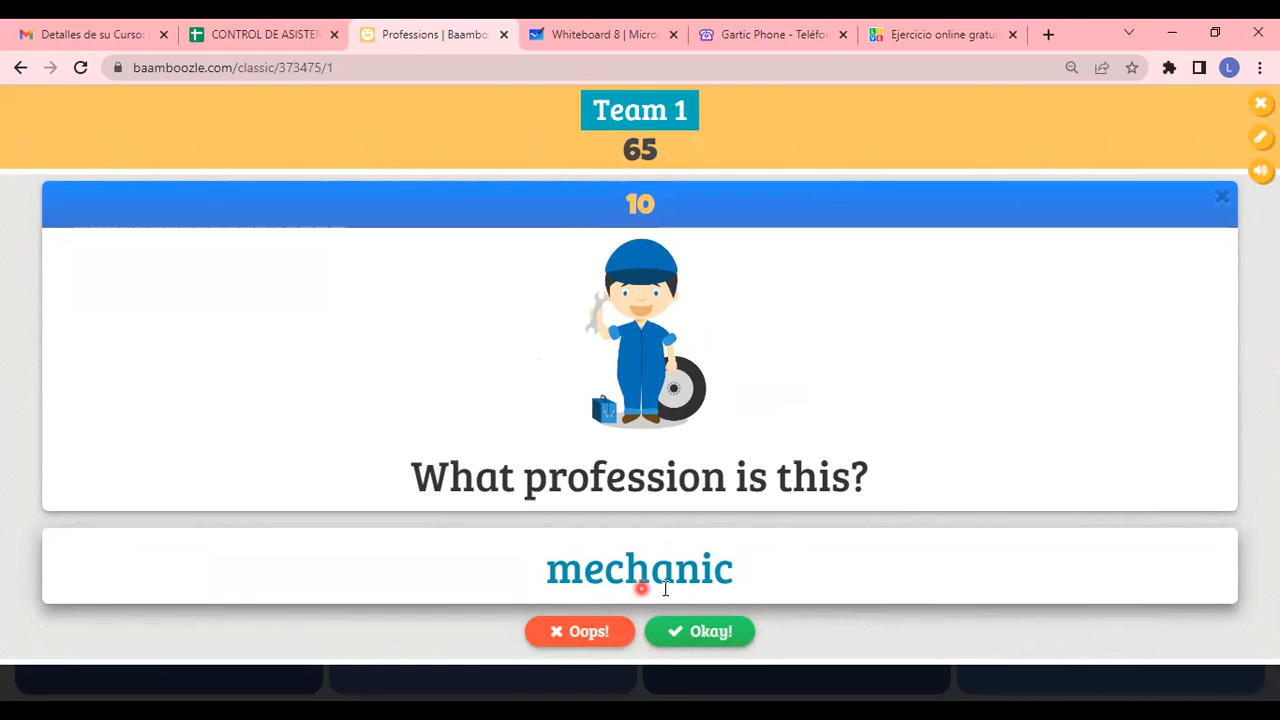 Detalles de su Curso:
CONTROL DE ASISTEN
Professions | Baambo
Whiteboard 8 | Micros
Gartic Phone - Teléfo
Ejercicio online gratui
baamboozle.com/classic/373475/1
L
Team 1
65
10
What profession is this?
mechanic
Oops!
Okay!